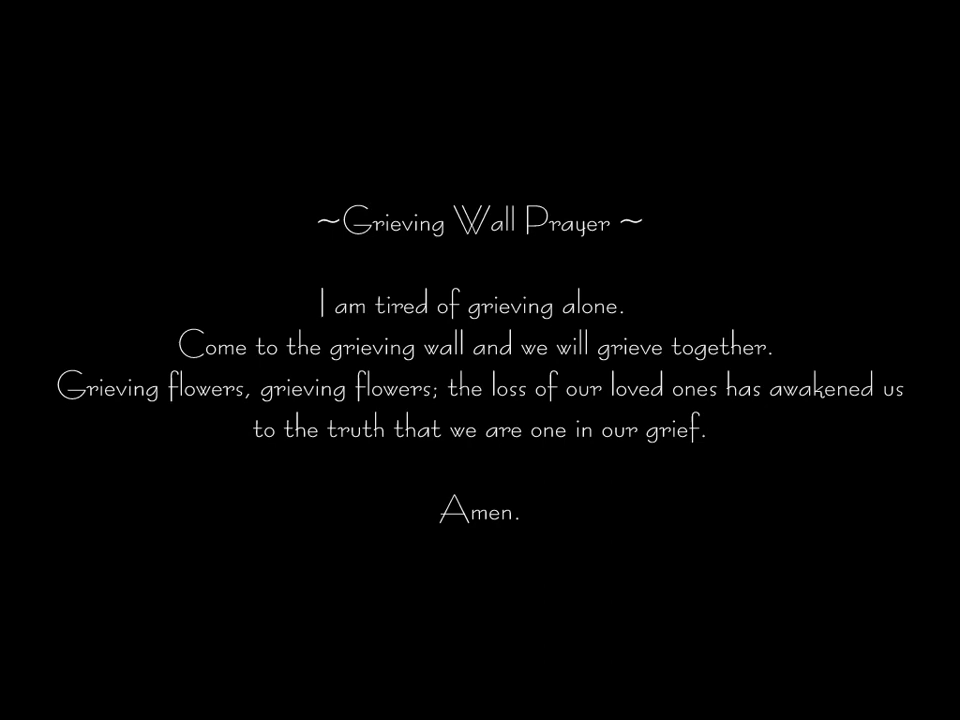 ~Grieving Wall Prayer ~
I am tired of grieving alone.
Come to the grieving wall and we will grieve together.
Grieving flowers, grieving flowers; the loss of our loved ones has awakened us
to the truth that we are one in our grief.
Amen.